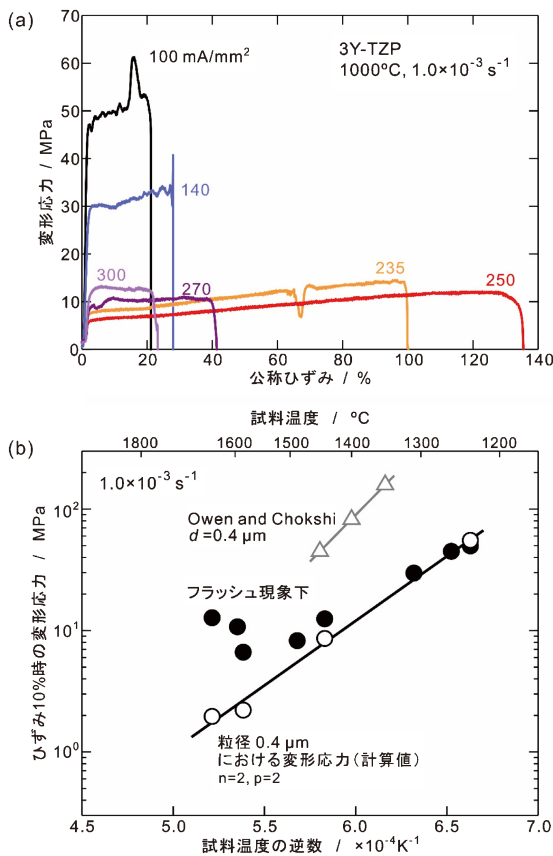 (a)
70
60
50
40
30
20
10
0
変形応力 / MPa
100 mA/mm²
3Y-TZP
1000ºC, 1.0×10⁻³ s⁻¹
140
300
270
235
250
0 20 40 60 80 100 120 140
公称ひずみ / %
試料温度 / ºC
1800 1700 1600 1500 1400 1300 1200
(b)
1.0×10⁻³ s⁻¹
Owen and Chokshi
d =0.4 μm
フラッシュ現象下
粒径 0.4 μm
における変形応力(計算値)
n=2, p=2
10²
10¹
10⁰
ひずみ10%時の変形応力 / MPa
4.5 5.0 5.5 6.0 6.5 7.0
試料温度の逆数 / ×10⁻⁴K⁻¹